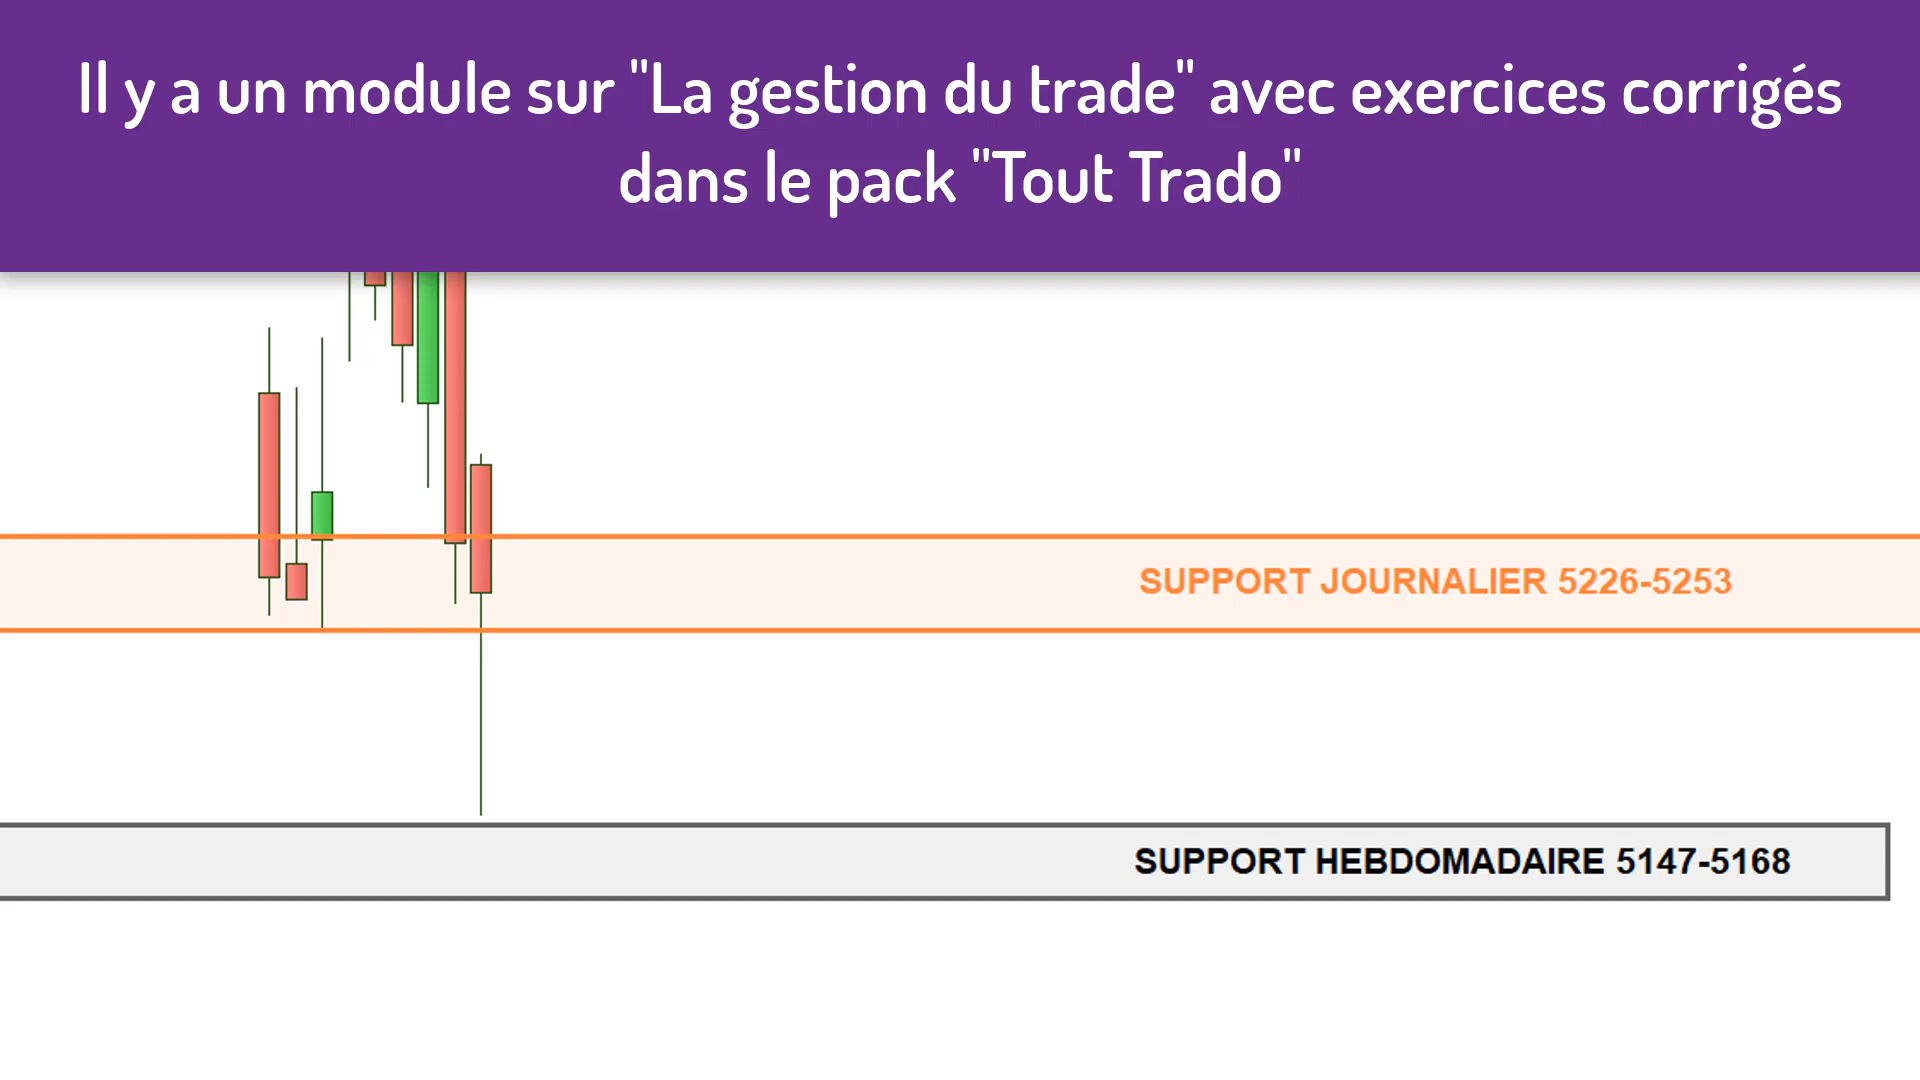 Il y a un module sur "La gestion du trade" avec exercices corrigés
dans le pack "Tout Trado"
SUPPORT JOURNALIER 5226-5253
SUPPORT HEBDOMADAIRE 5147-5168